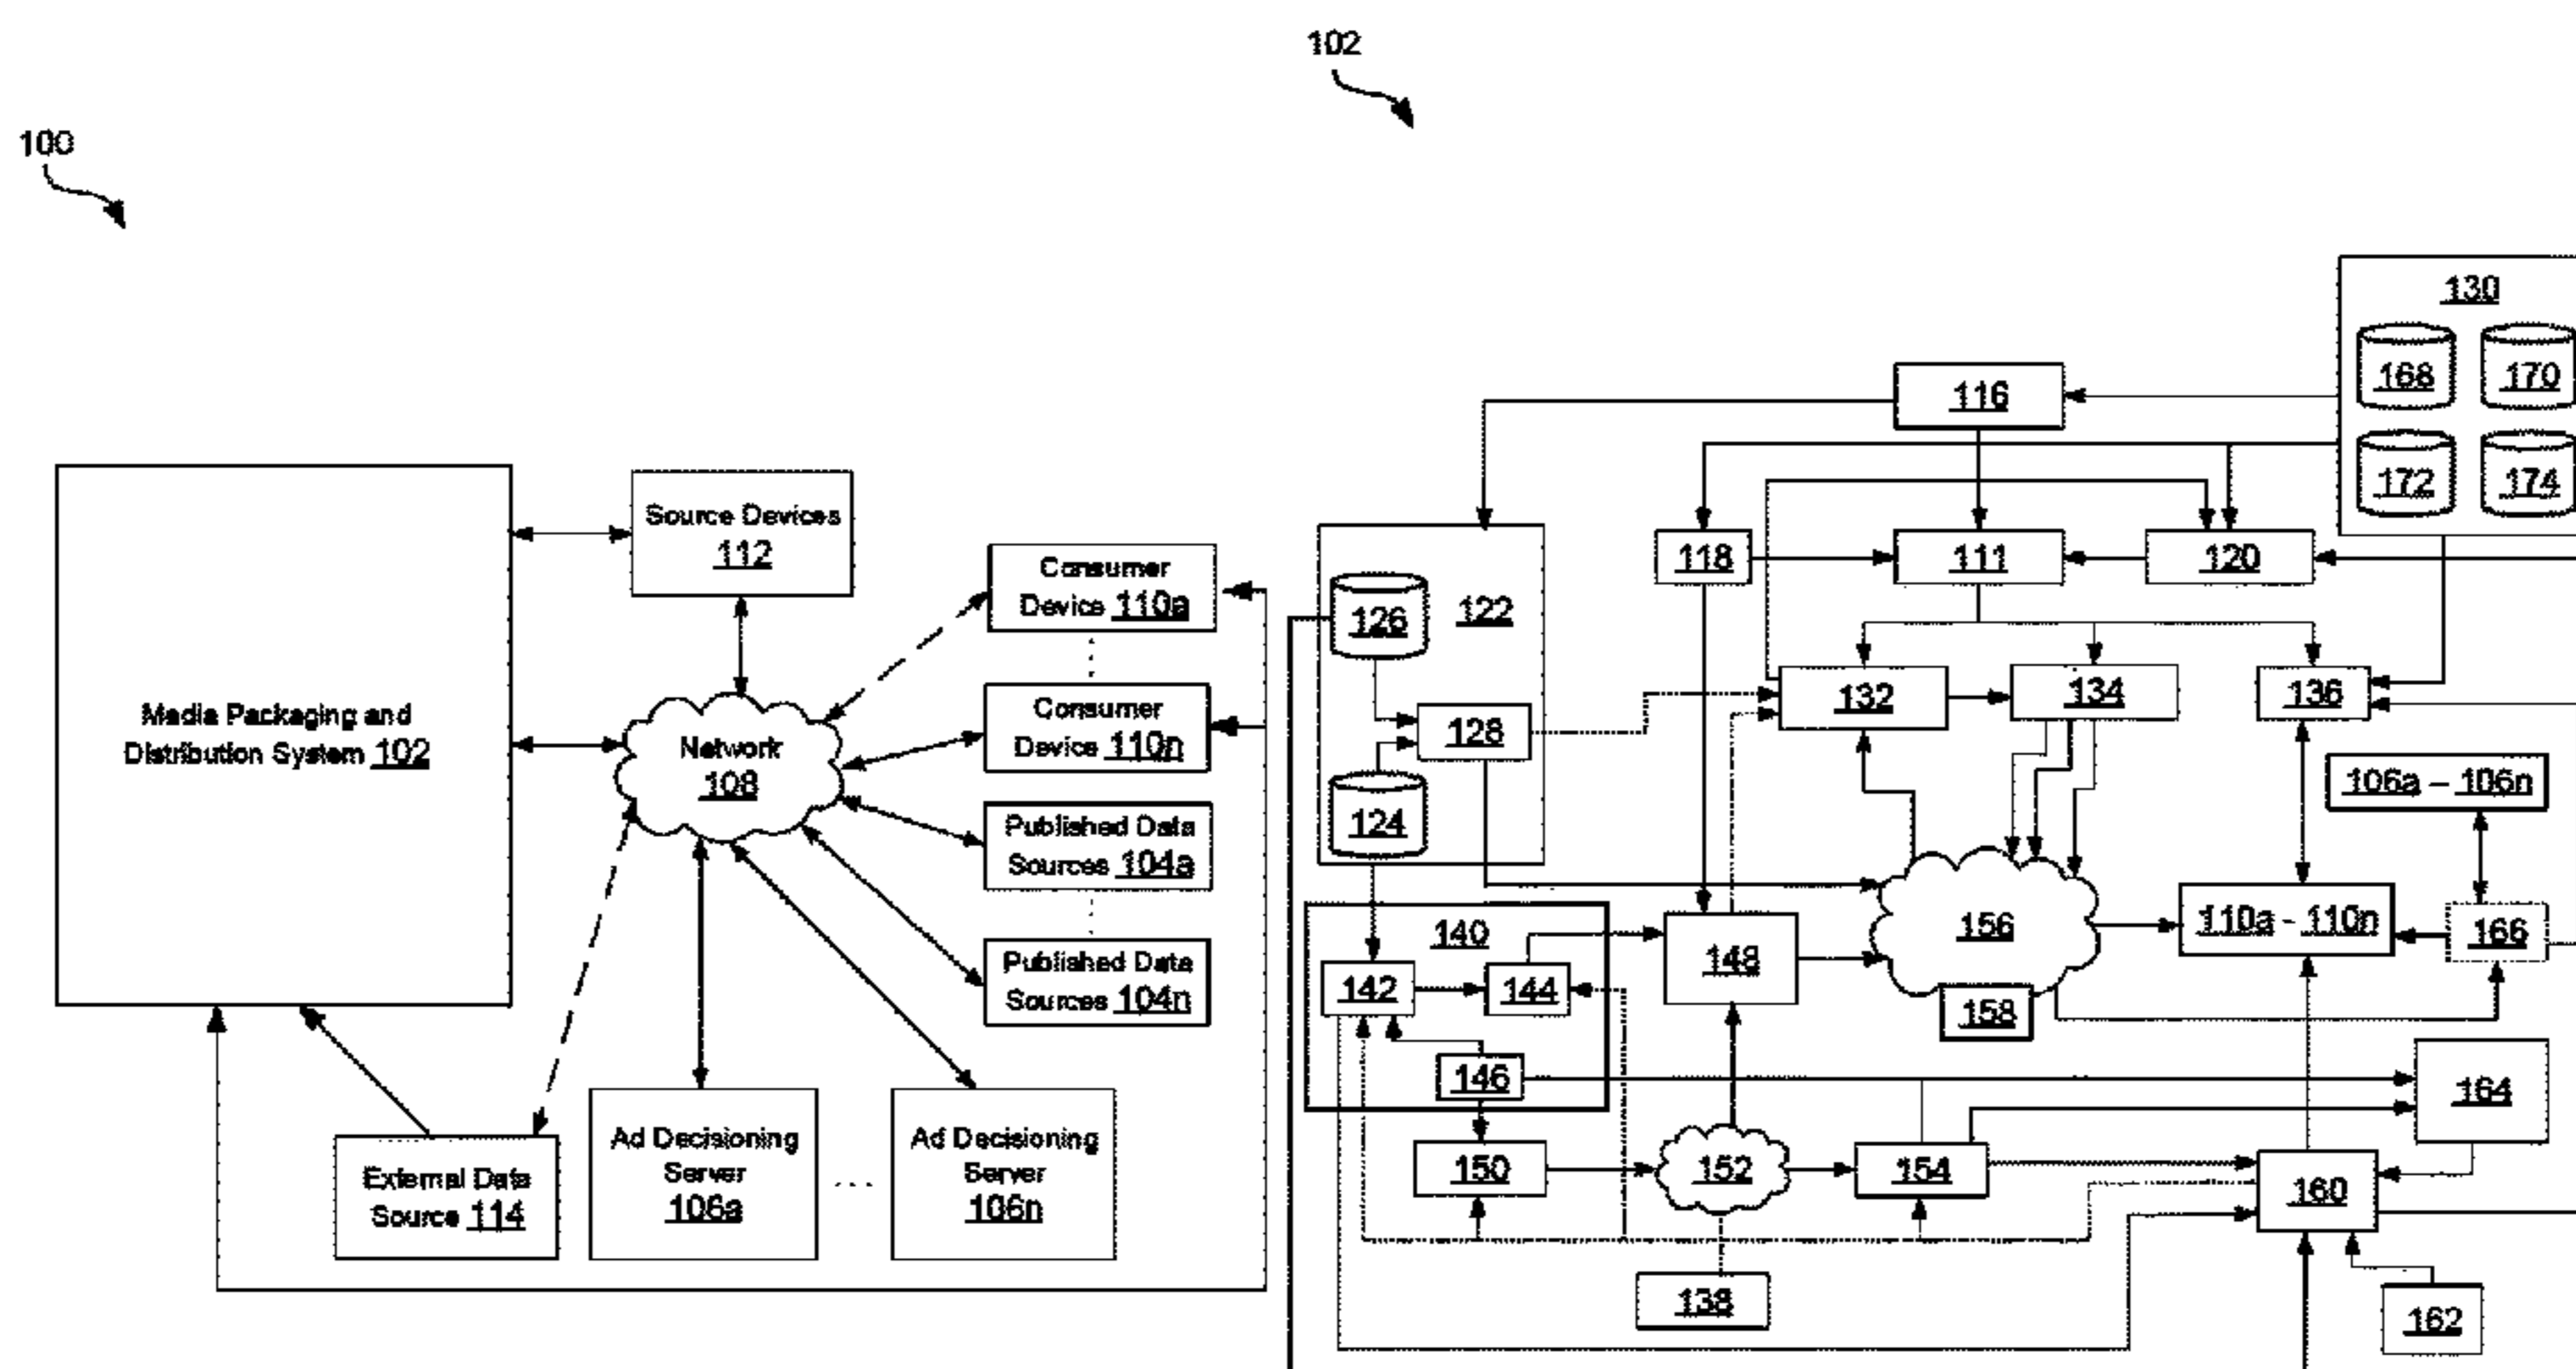 100
Media Packaging and
Distribution System 102
Source Devices
112
Network
108
Consumer
Device 110a
Consumer
Device 110n
Published Data
Sources 104a
Published Data
Sources 104n
External Data
Source 114
Ad Decisioning
Server
106a
. . .
Ad Decisioning
Server
106n
102
130
168
170
172
174
116
118
111
120
126
122
128
124
132
134
136
106a – 106n
140
142
144
146
148
156
158
110a - 110n
166
150
152
154
164
160
138
162